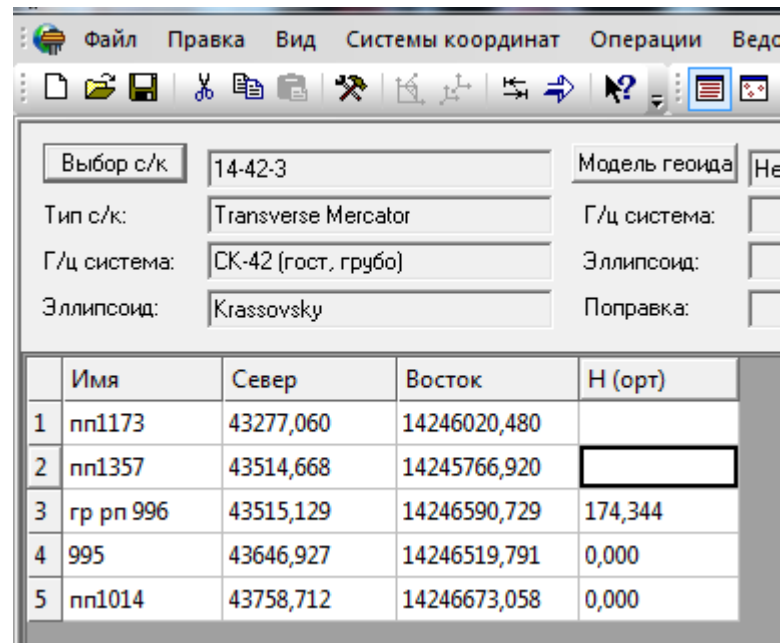 Файл Правка Вид Системы координат Операции Ведо
Выбор с/к 14-42-3 Модель геоида Не
Тип с/к: Transverse Mercator Г/ц система:
Г/ц система: СК-42 (гост, грубо) Эллипсоид:
Эллипсоид: Krassovsky Поправка:
Имя Север Восток H (орт)
1 пп1173 43277,060 14246020,480
2 пп1357 43514,668 14245766,920
3 гр рп 996 43515,129 14246590,729 174,344
4 995 43646,927 14246519,791 0,000
5 пп1014 43758,712 14246673,058 0,000